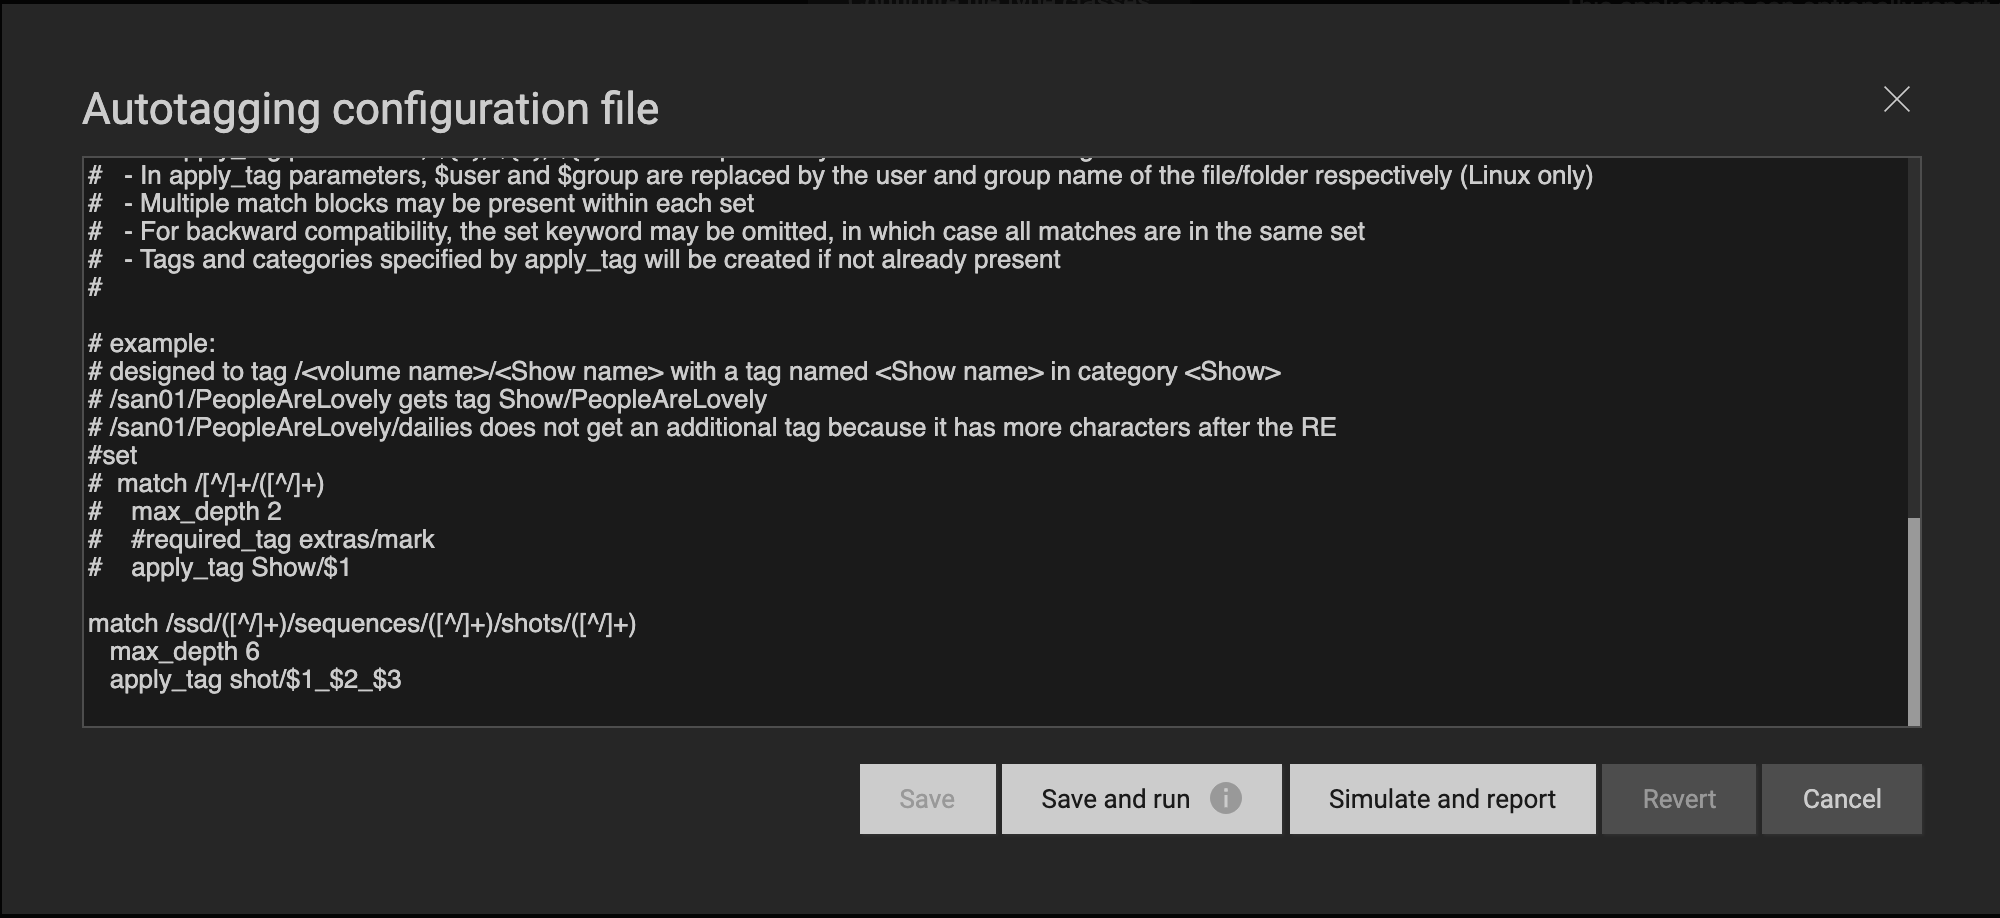 Autotagging configuration file
#   - In apply_tag parameters, $user and $group are replaced by the user and group name of the file/folder respectively (Linux only)
#   - Multiple match blocks may be present within each set
#   - For backward compatibility, the set keyword may be omitted, in which case all matches are in the same set
#   - Tags and categories specified by apply_tag will be created if not already present
#
# example:
# designed to tag /<volume name>/<Show name> with a tag named <Show name> in category <Show>
# /san01/PeopleAreLovely gets tag Show/PeopleAreLovely
# /san01/PeopleAreLovely/dailies does not get an additional tag because it has more characters after the RE
#set
#  match /[^/]+/([^/]+)
#    max_depth 2
#    #required_tag extras/mark
#    apply_tag Show/$1
match /ssd/([^/]+)/sequences/([^/]+)/shots/([^/]+)
   max_depth 6
   apply_tag shot/$1_$2_$3
Save
Save and run
Simulate and report
Revert
Cancel